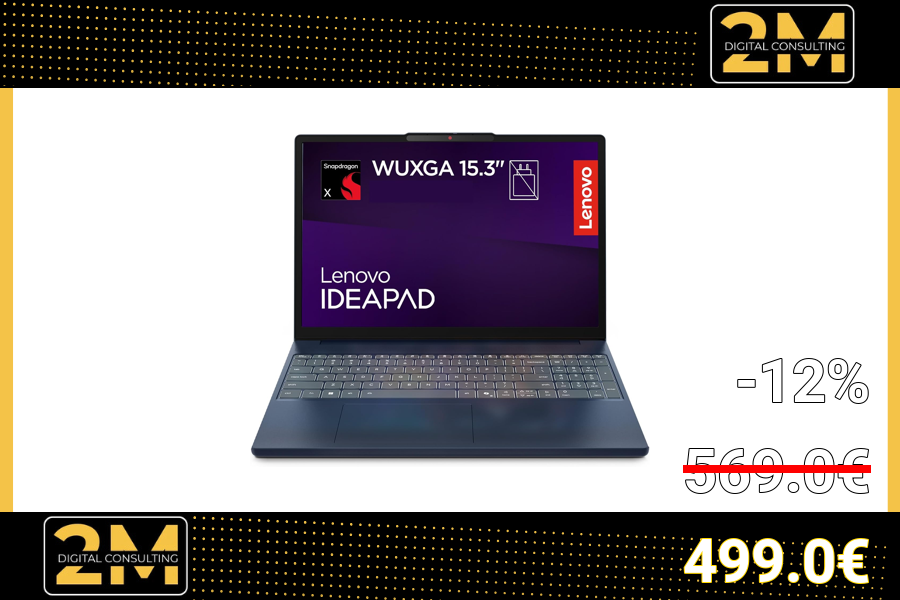 2M
DIGITAL CONSULTING
Snapdragon
X
WUXGA 15.3"
Lenovo
Lenovo
IDEAPAD
-12%
569.0€
2M
DIGITAL CONSULTING
499.0€